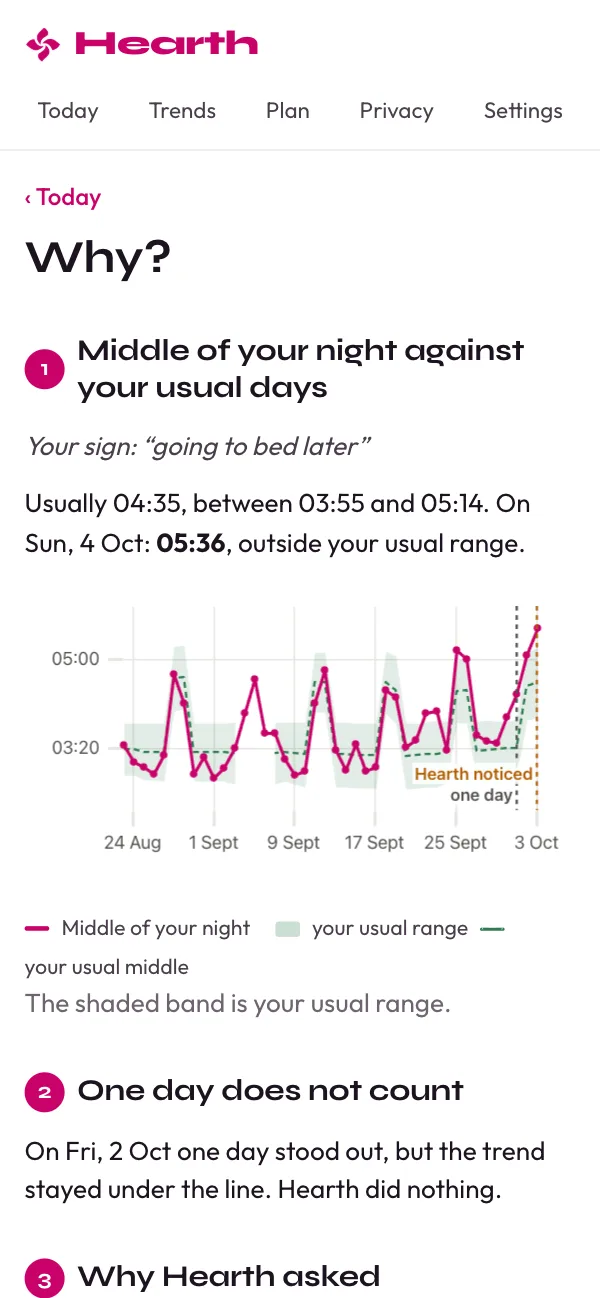 Hearth
Today Trends Plan Privacy Settings
‹ Today
Why?
1 Middle of your night against
your usual days
Your sign: “going to bed later”
Usually 04:35, between 03:55 and 05:14. On
Sun, 4 Oct: 05:36, outside your usual range.
05:00
03:20
Hearth noticed
one day
24 Aug 1 Sept 9 Sept 17 Sept 25 Sept 3 Oct
Middle of your night your usual range
your usual middle
The shaded band is your usual range.
2 One day does not count
On Fri, 2 Oct one day stood out, but the trend
stayed under the line. Hearth did nothing.
3 Why Hearth asked